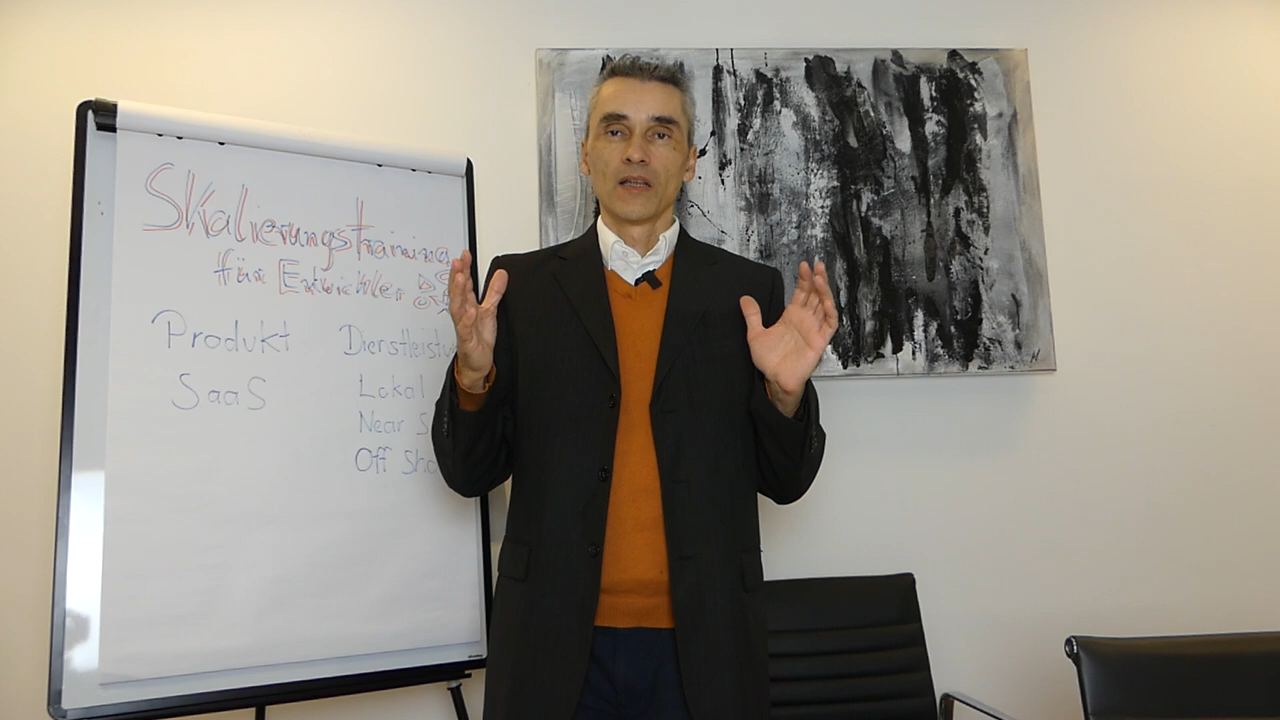 Skalierungstraining
für Entwickler
Produkt Dienstleistu
SaaS Lokal
Near S
Off Sho
H